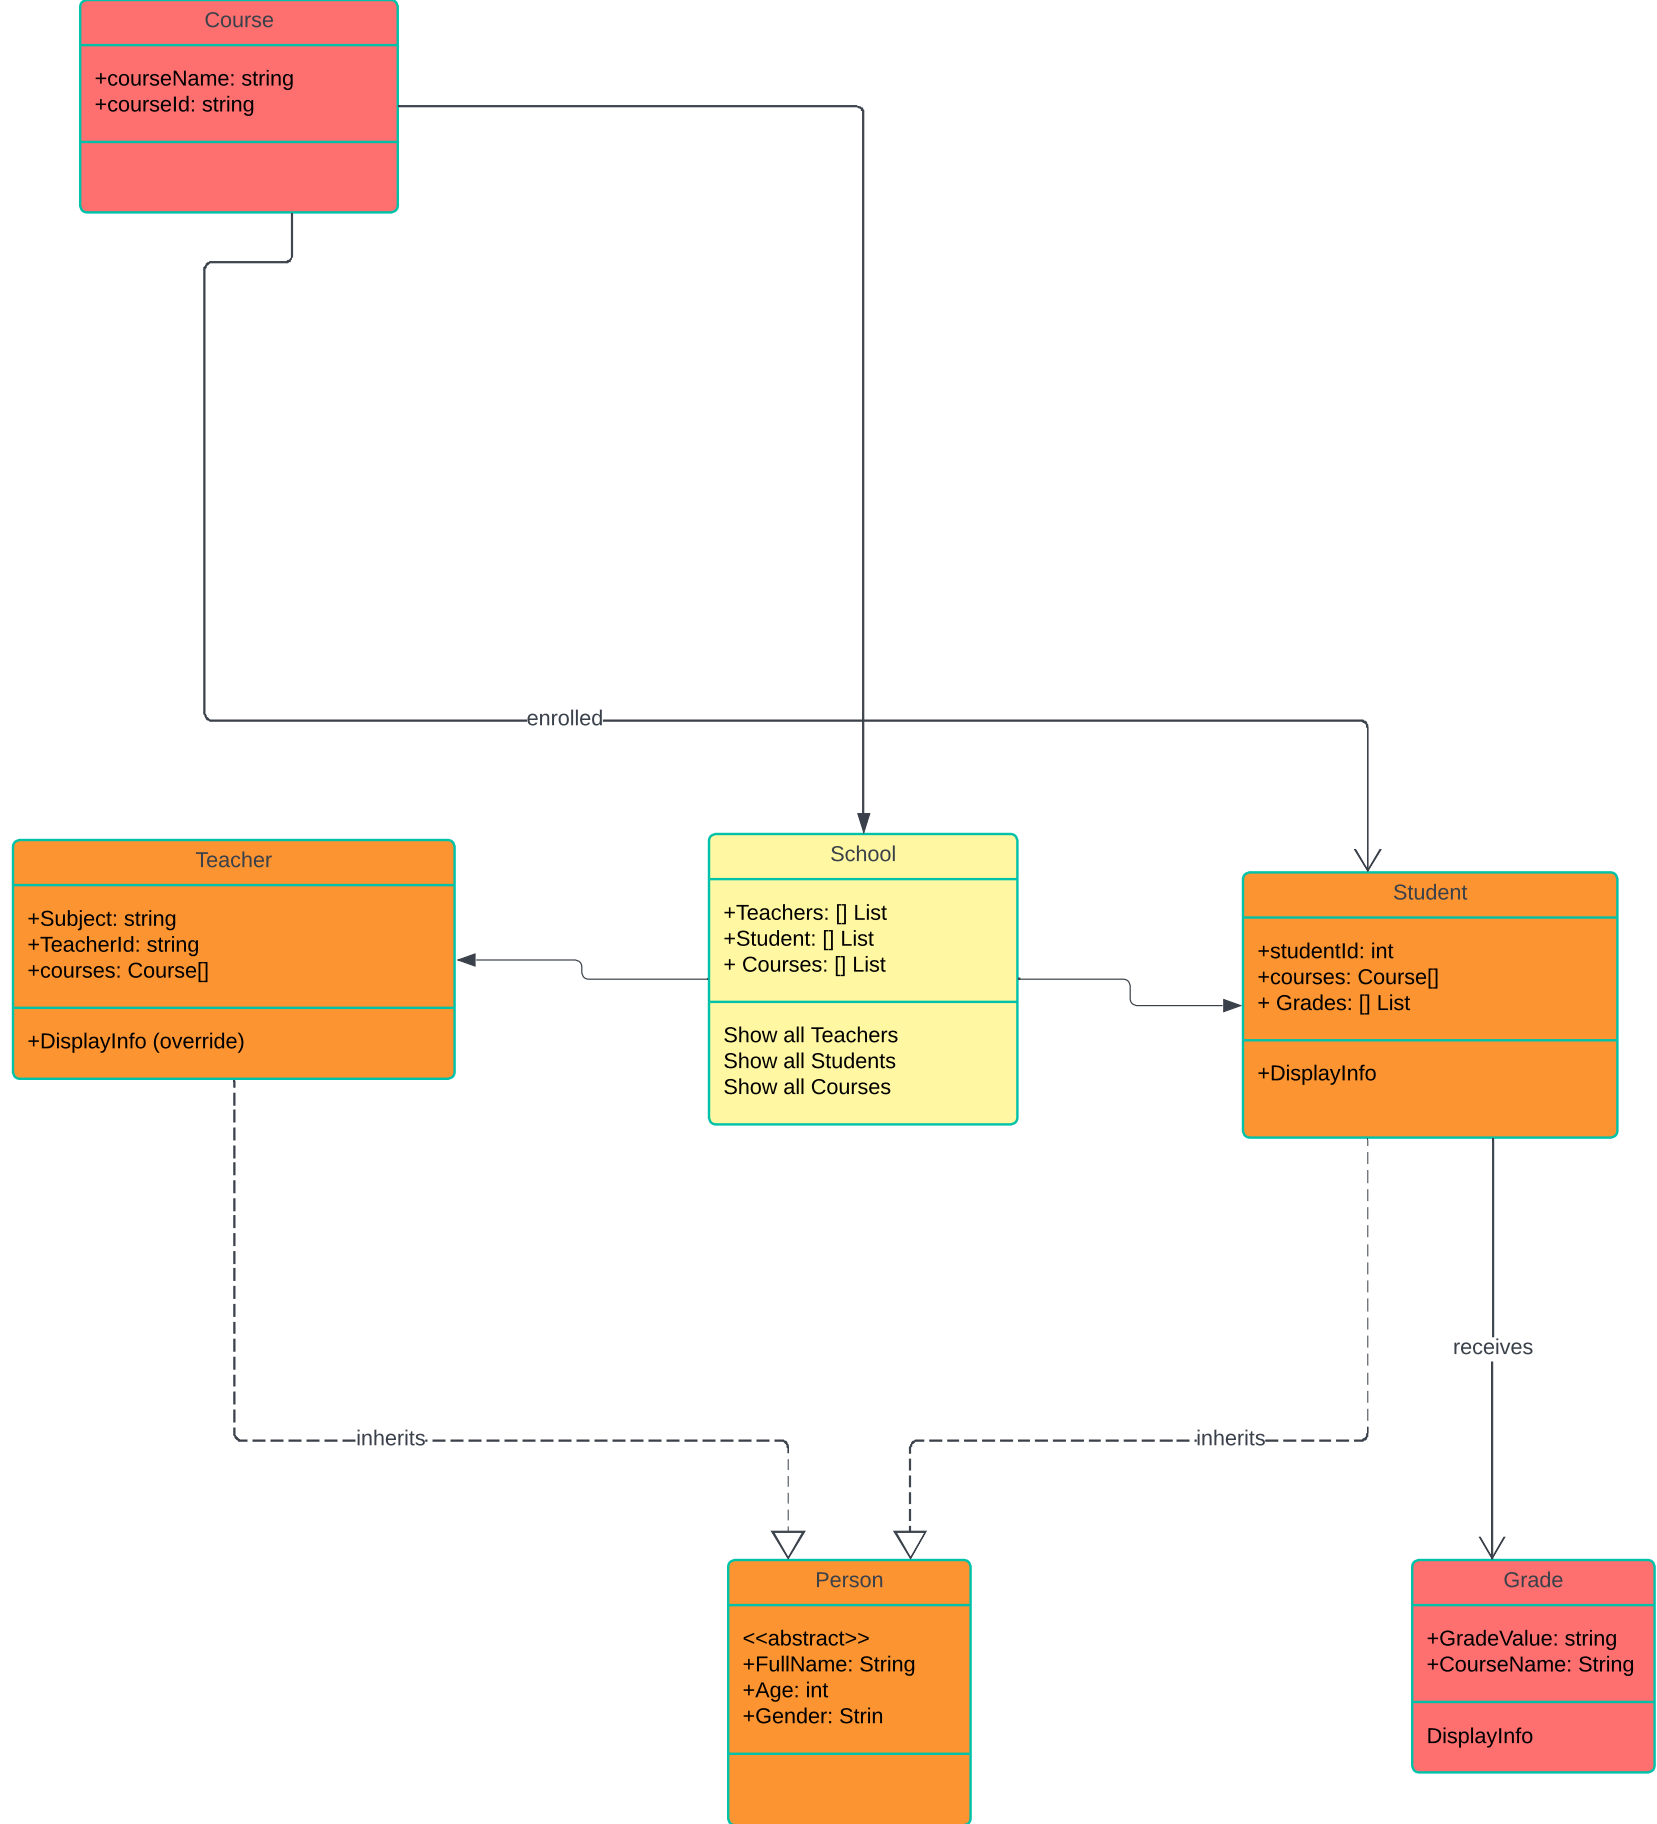 Course
+courseName: string
+courseId: string
enrolled
Teacher
+Subject: string
+TeacherId: string
+courses: Course[]
+DisplayInfo (override)
School
+Teachers: [] List
+Student: [] List
+ Courses: [] List
Show all Teachers
Show all Students
Show all Courses
Student
+studentId: int
+courses: Course[]
+ Grades: [] List
+DisplayInfo
receives
inherits
inherits
Person
<<abstract>>
+FullName: String
+Age: int
+Gender: Strin
Grade
+GradeValue: string
+CourseName: String
DisplayInfo